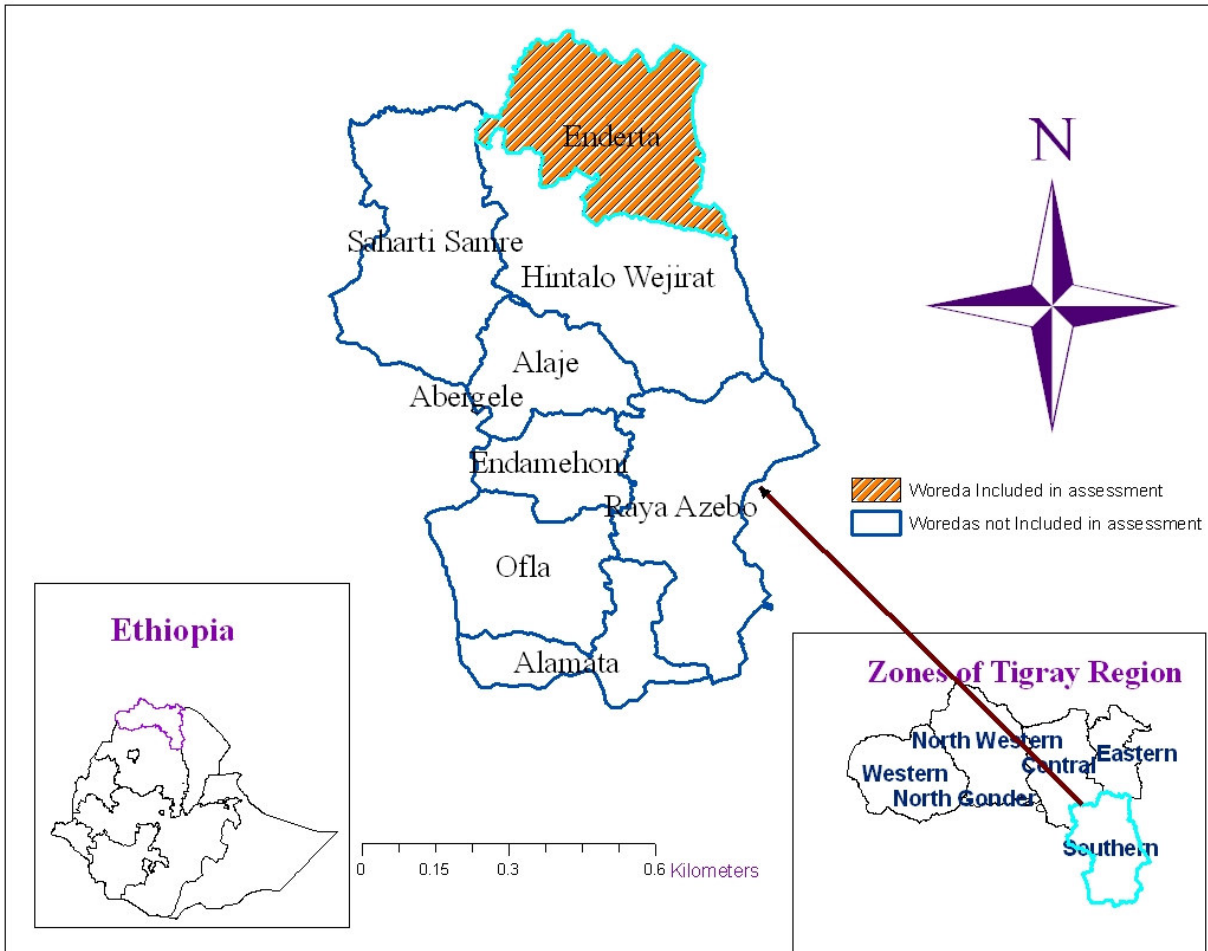 Enderta
N
Saharti Samre
Hintalo Wejirat
Alaje
Abergele
Endamehoni
Raya Azebo
Woreda Included in assessment
Woredas not Included in assessment
Ofla
Alamata
Ethiopia
Zones of Tigray Region
North Western
Eastern
Central
Western
North Gonder
Southern
0 0.15 0.3 0.6 Kilometers